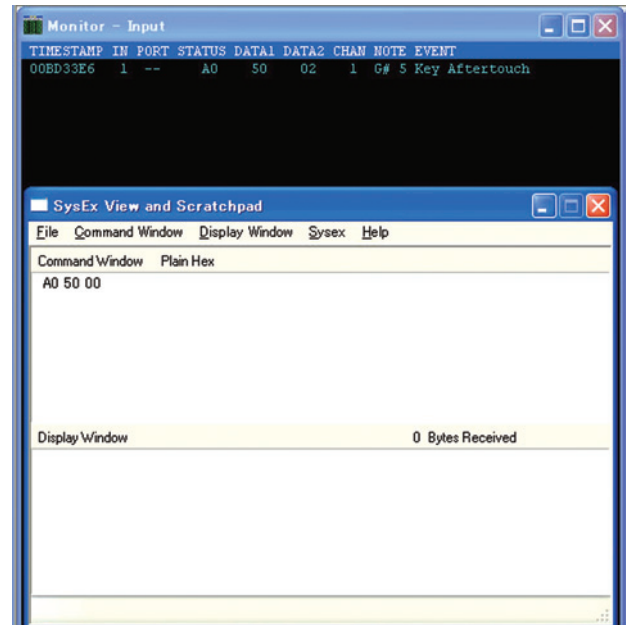 Monitor - Input
TIMESTAMP IN PORT STATUS DATA1 DATA2 CHAN NOTE EVENT
00BD33E6 1 -- A0 50 02 1 G# 5 Key Aftertouch
SysEx View and Scratchpad
File Command Window Display Window Sysex Help
Command Window Plain Hex
A0 50 00
Display Window 0 Bytes Received